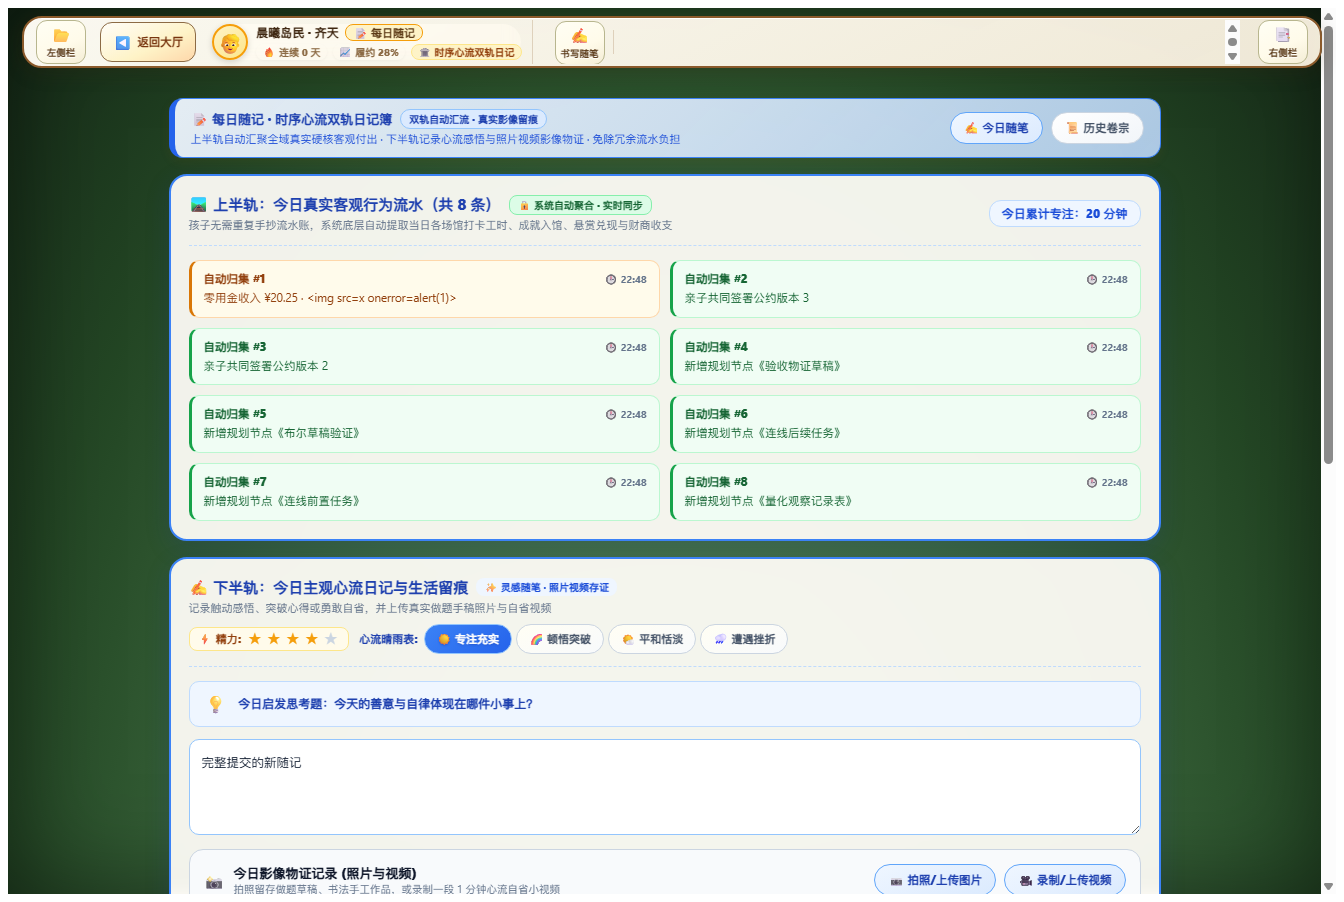 左侧栏
返回大厅
晨曦岛民 · 齐天 每日随记
连续 0 天 履约 28% 时序心流双轨日记
书写随笔
右侧栏
每日随记 · 时序心流双轨日记簿 双轨自动汇流 · 真实影像留痕
上半轨自动汇聚全域真实硬核客观付出 · 下半轨记录心流感悟与照片视频影像物证 · 免除冗余流水负担
今日随笔
历史卷宗
上半轨：今日真实客观行为流水（共 8 条） 系统自动聚合 · 实时同步
孩子无需重复手抄流水账，系统底层自动提取当日各场馆打卡工时、成就入馆、悬赏兑现与财商收支
今日累计专注：20 分钟
自动归集 #1 22:48
零用金收入 ¥20.25 · <img src=x onerror=alert(1)>
自动归集 #2 22:48
亲子共同签署公约版本 3
自动归集 #3 22:48
亲子共同签署公约版本 2
自动归集 #4 22:48
新增规划节点《验收物证草稿》
自动归集 #5 22:48
新增规划节点《布尔草稿验证》
自动归集 #6 22:48
新增规划节点《连线后续任务》
自动归集 #7 22:48
新增规划节点《连线前置任务》
自动归集 #8 22:48
新增规划节点《量化观察记录表》
下半轨：今日主观心流日记与生活留痕 灵感随笔 · 照片视频存证
记录触动感悟、突破心得或勇敢自省，并上传真实做题手稿照片与自省视频
精力: ★ ★ ★ ★ ★ 心流晴雨表: 专注充实 顿悟突破 平和恬淡 遭遇挫折
今日启发思考题：今天的善意与自律体现在哪件小事上？
完整提交的新随记
今日影像物证记录 (照片与视频)
拍照留存做题草稿、书法手工作品，或录制一段 1 分钟心流自省小视频
拍照/上传图片
录制/上传视频